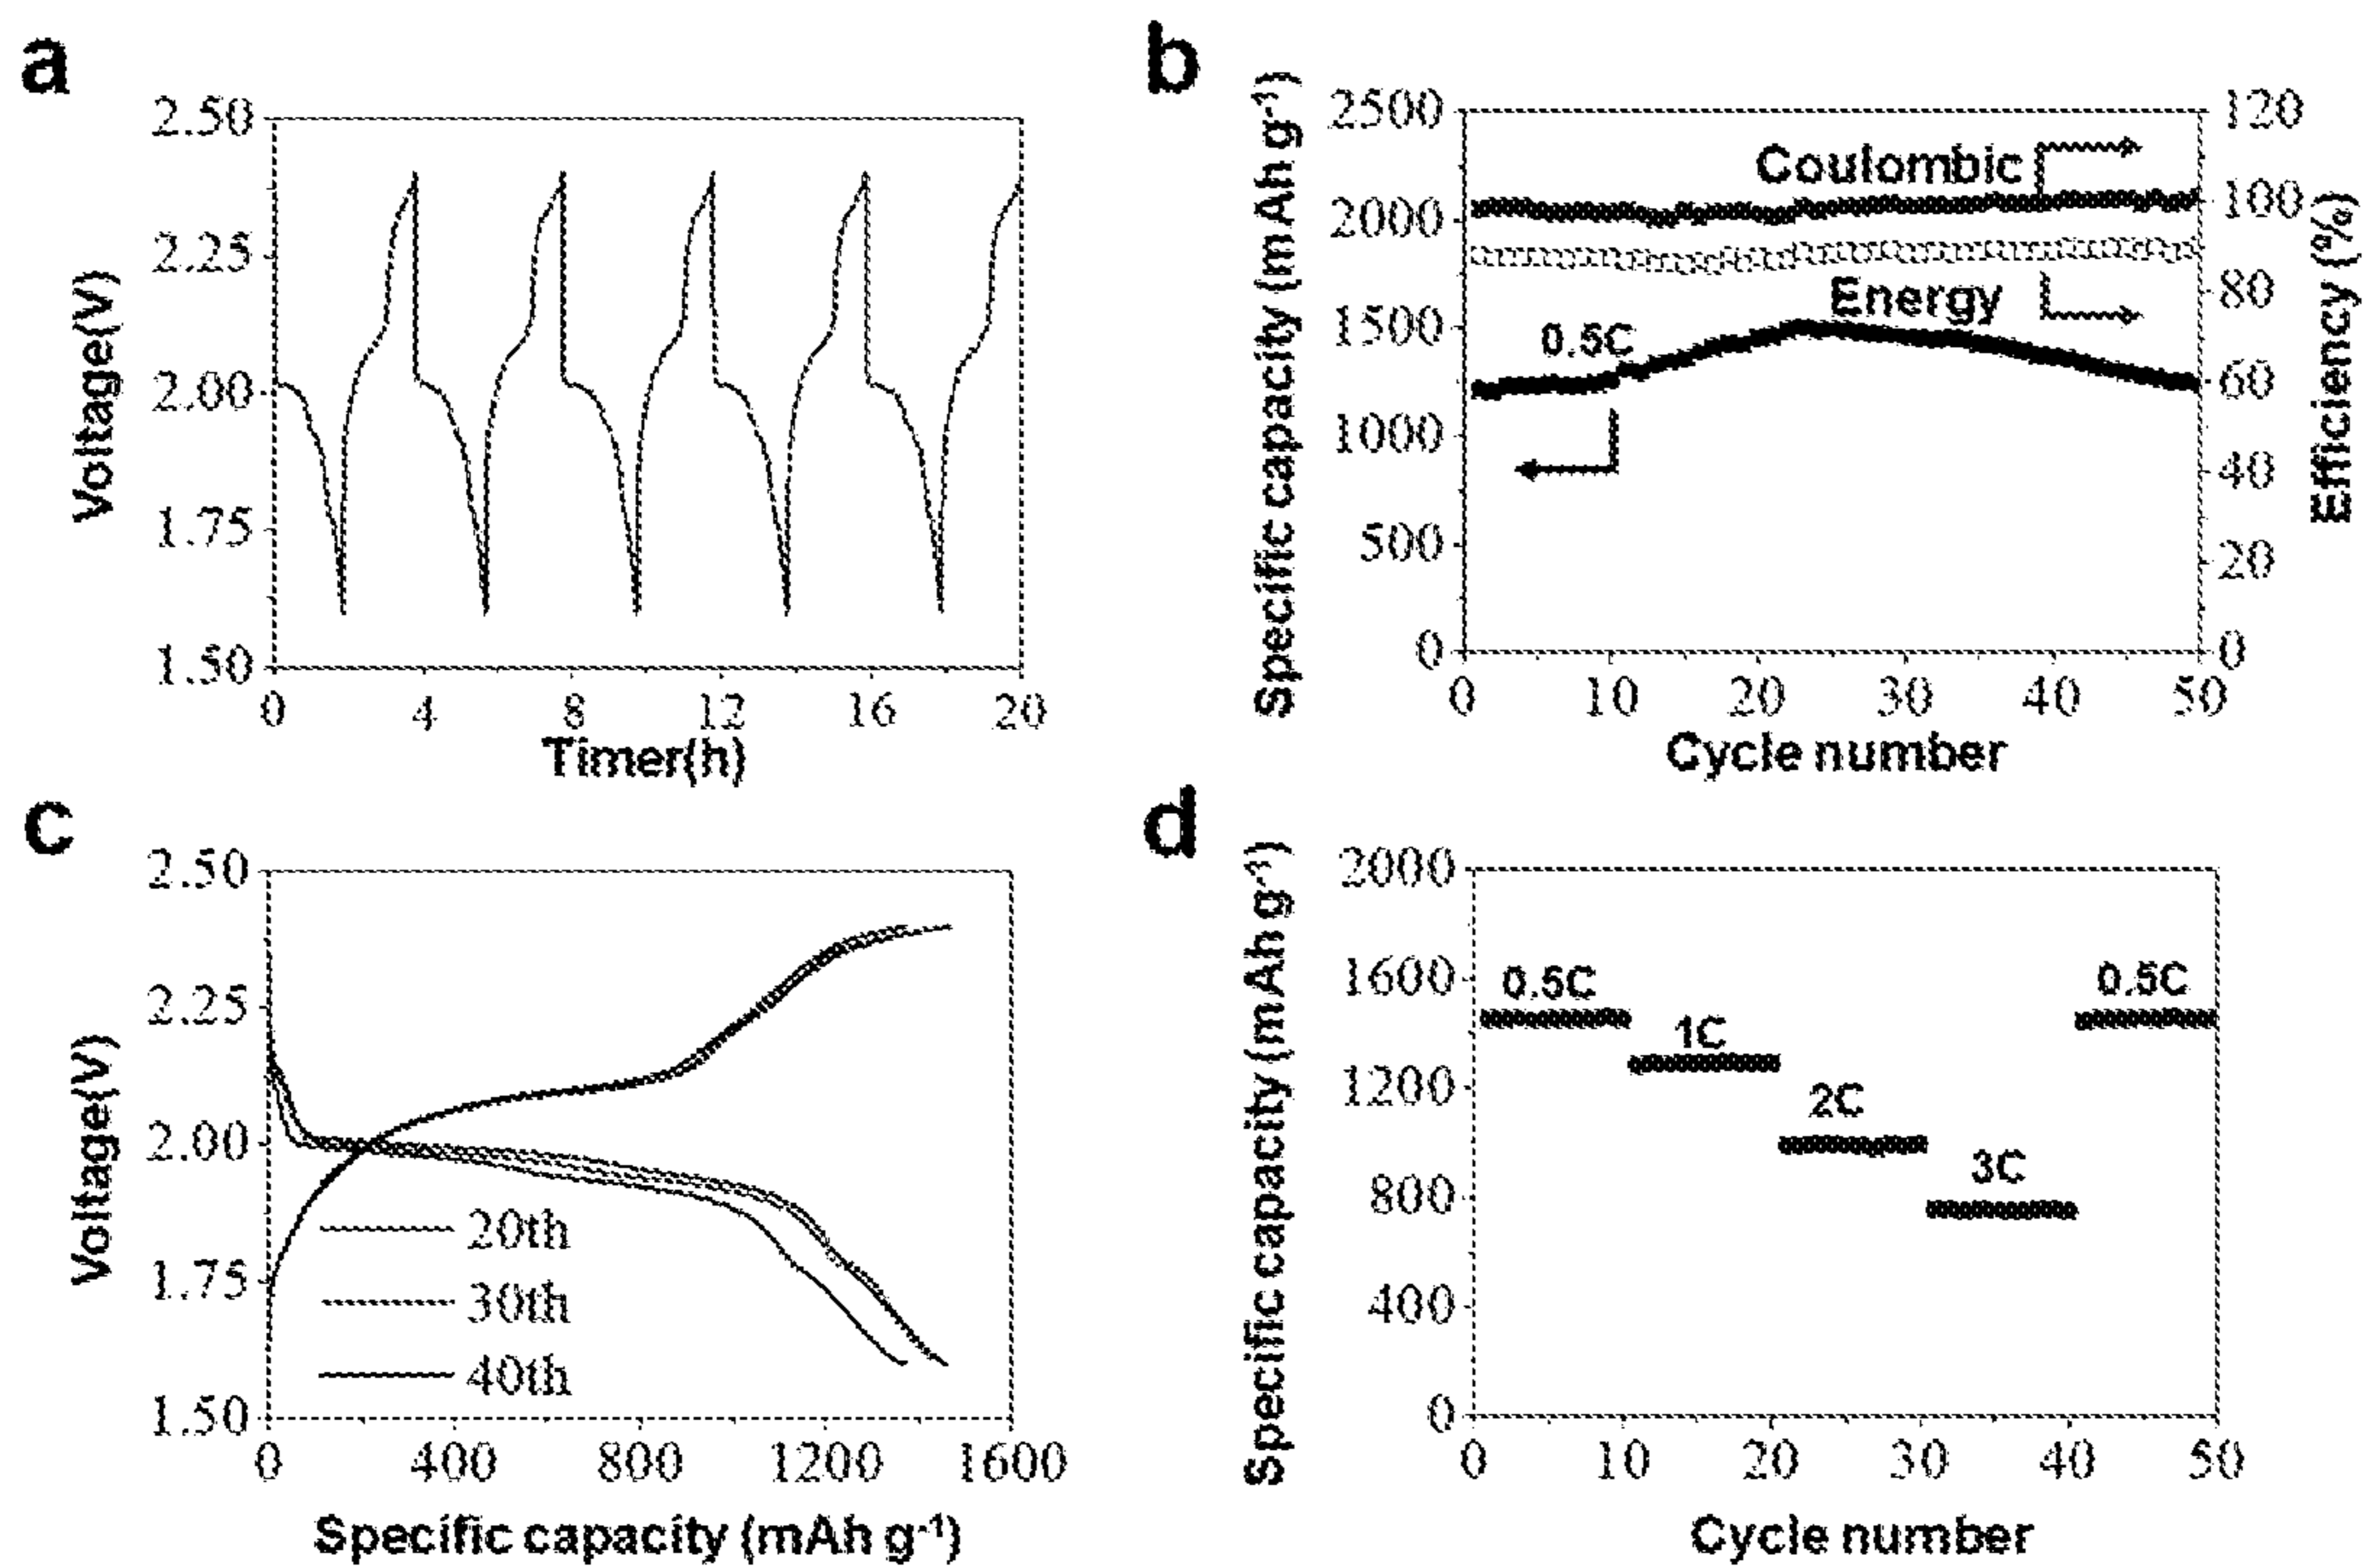 a
2.50
2.25
2.00
1.75
1.50
Voltage(V)
0 4 8 12 16 20
Timer(h)
b
2500
2000
1500
1000
500
0
Specific capacity (mAh g-1)
Coulombic
Energy
0.5C
120
100
80
60
40
20
0
Efficiency (%)
0 10 20 30 40 50
Cycle number
c
2.50
2.25
2.00
1.75
1.50
Voltage(V)
20th
30th
40th
0 400 800 1200 1600
Specific capacity (mAh g-1)
d
2000
1600
1200
800
400
0
Specific capacity (mAh g-1)
0.5C
1C
2C
3C
0.5C
0 10 20 30 40 50
Cycle number